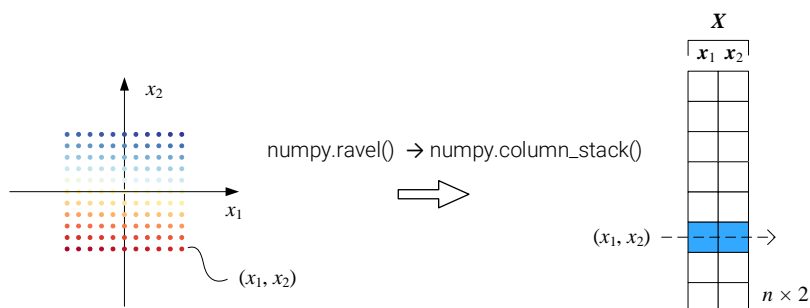 X
x1 x2
x2
numpy.ravel() → numpy.column_stack()
x1
(x1, x2)
(x1, x2)
n × 2